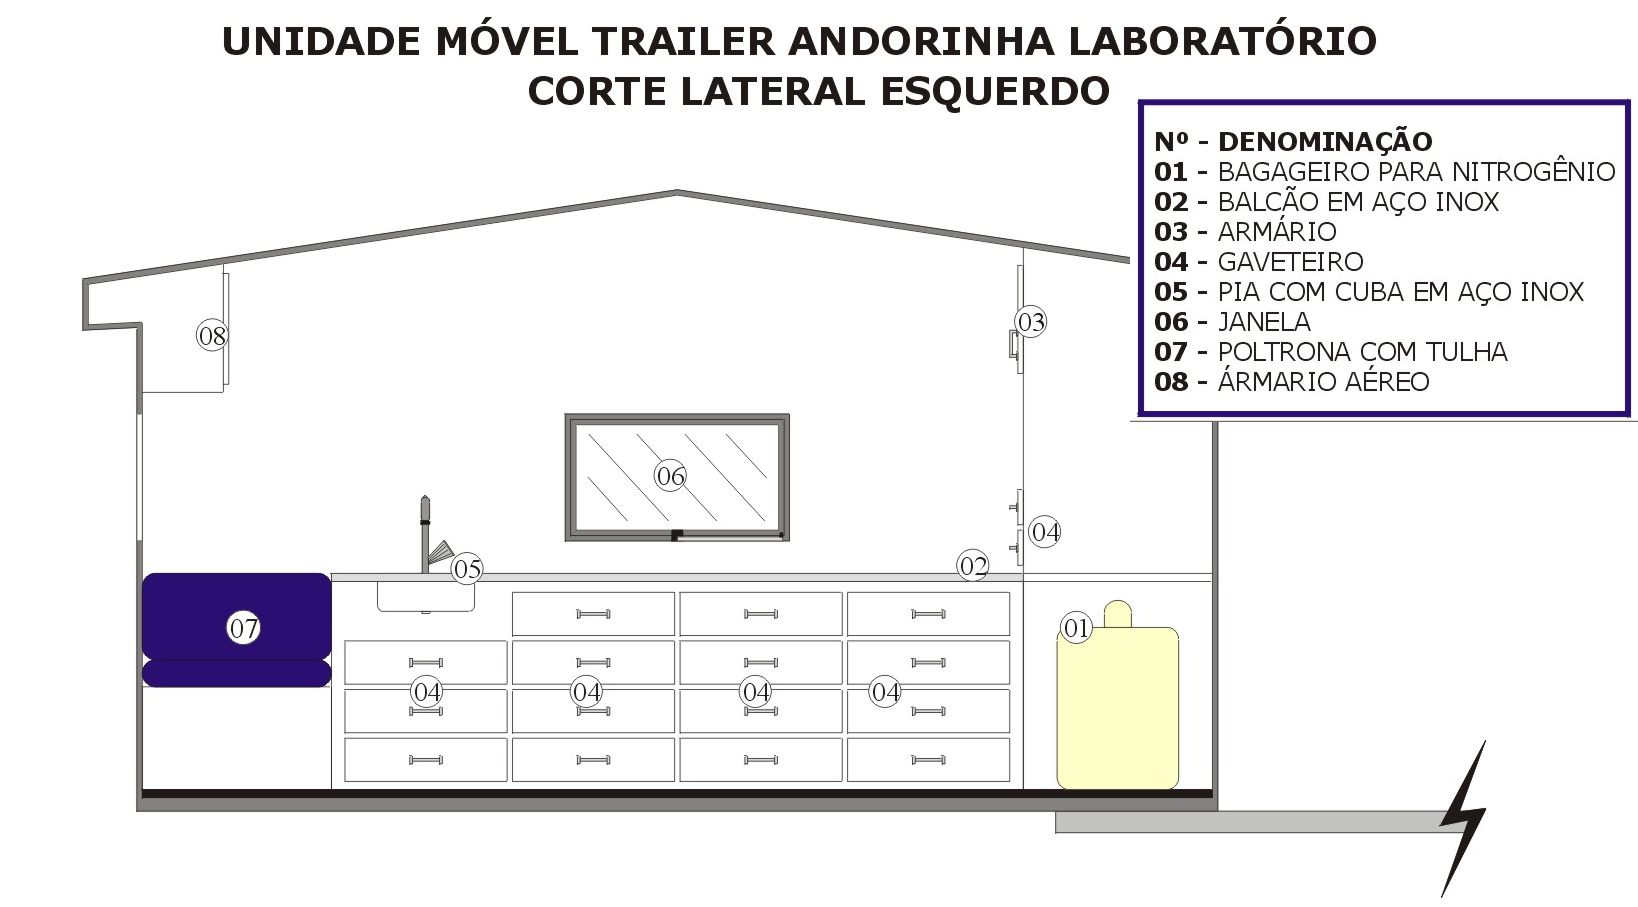 UNIDADE MÓVEL TRAILER ANDORINHA LABORATÓRIO
CORTE LATERAL ESQUERDO
Nº - DENOMINAÇÃO
01 - BAGAGEIRO PARA NITROGÊNIO
02 - BALCÃO EM AÇO INOX
03 - ARMÁRIO
04 - GAVETEIRO
05 - PIA COM CUBA EM AÇO INOX
06 - JANELA
07 - POLTRONA COM TULHA
08 - ÁRMARIO AÉREO
08
03
06
04
05
02
07
01
04
04
04
04